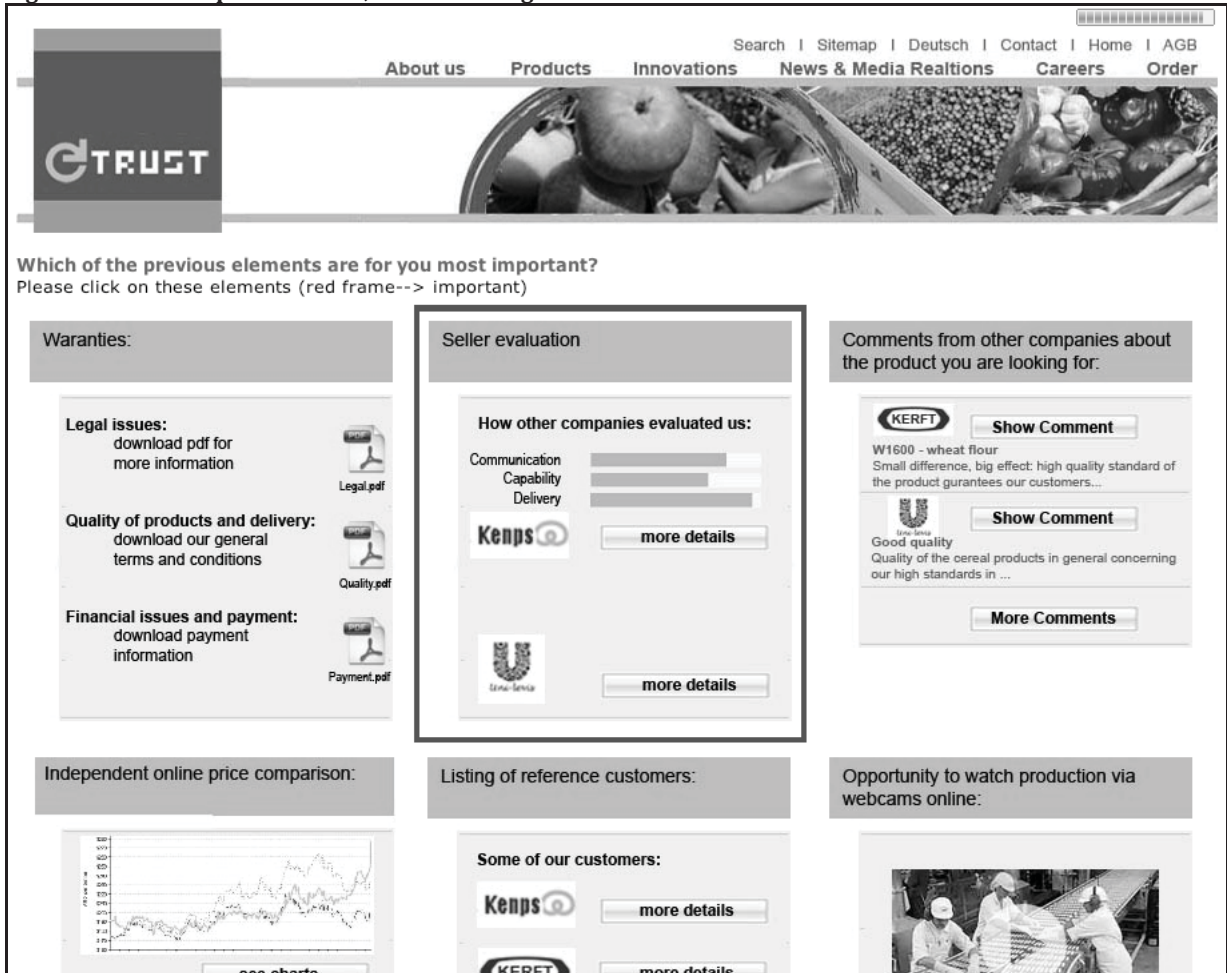 Search I Sitemap I Deutsch I Contact I Home I AGB
About us Products Innovations News & Media Realtions Careers Order
eTRUST
Which of the previous elements are for you most important?
Please click on these elements (red frame--> important)
Waranties:
Legal issues:
download pdf for
more information
Legal.pdf
Quality of products and delivery:
download our general
terms and conditions
Quality.pdf
Financial issues and payment:
download payment
information
Payment.pdf
Seller evaluation
How other companies evaluated us:
Communication
Capability
Delivery
Kenps more details
more details
Comments from other companies about
the product you are looking for:
KERFT Show Comment
W1600 - wheat flour
Small difference, big effect: high quality standard of
the product gurantees our customers...
Show Comment
Good quality
Quality of the cereal products in general concerning
our high standards in ...
More Comments
Independent online price comparison:
Listing of reference customers:
Some of our customers:
Kenps more details
KERFT more details
Opportunity to watch production via
webcams online: